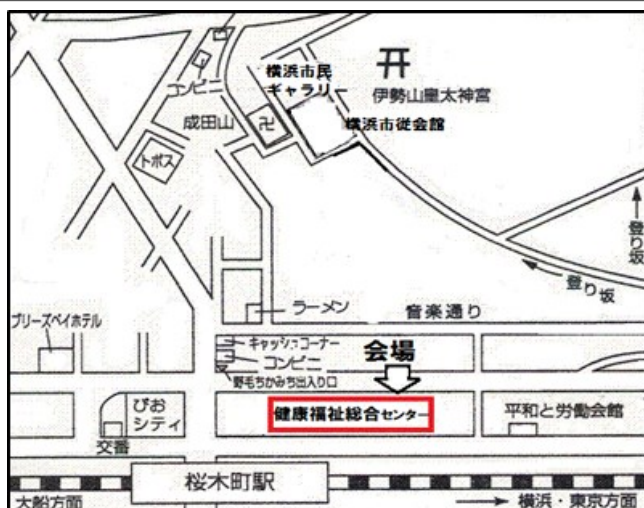 コンビニ
横浜市民
ギャラリー
伊勢山皇太神宮
成田山
卍
横浜市従会館
トポス
登り坂
登り坂
ラーメン
音楽通り
ブリーズベイホテル
キャッシュコーナー
コンビニ
野毛ちかみち出入り口
会場
ぴお
シティ
健康福祉総合センター
平和と労働会館
交番
桜木町駅
大船方面
横浜・東京方面